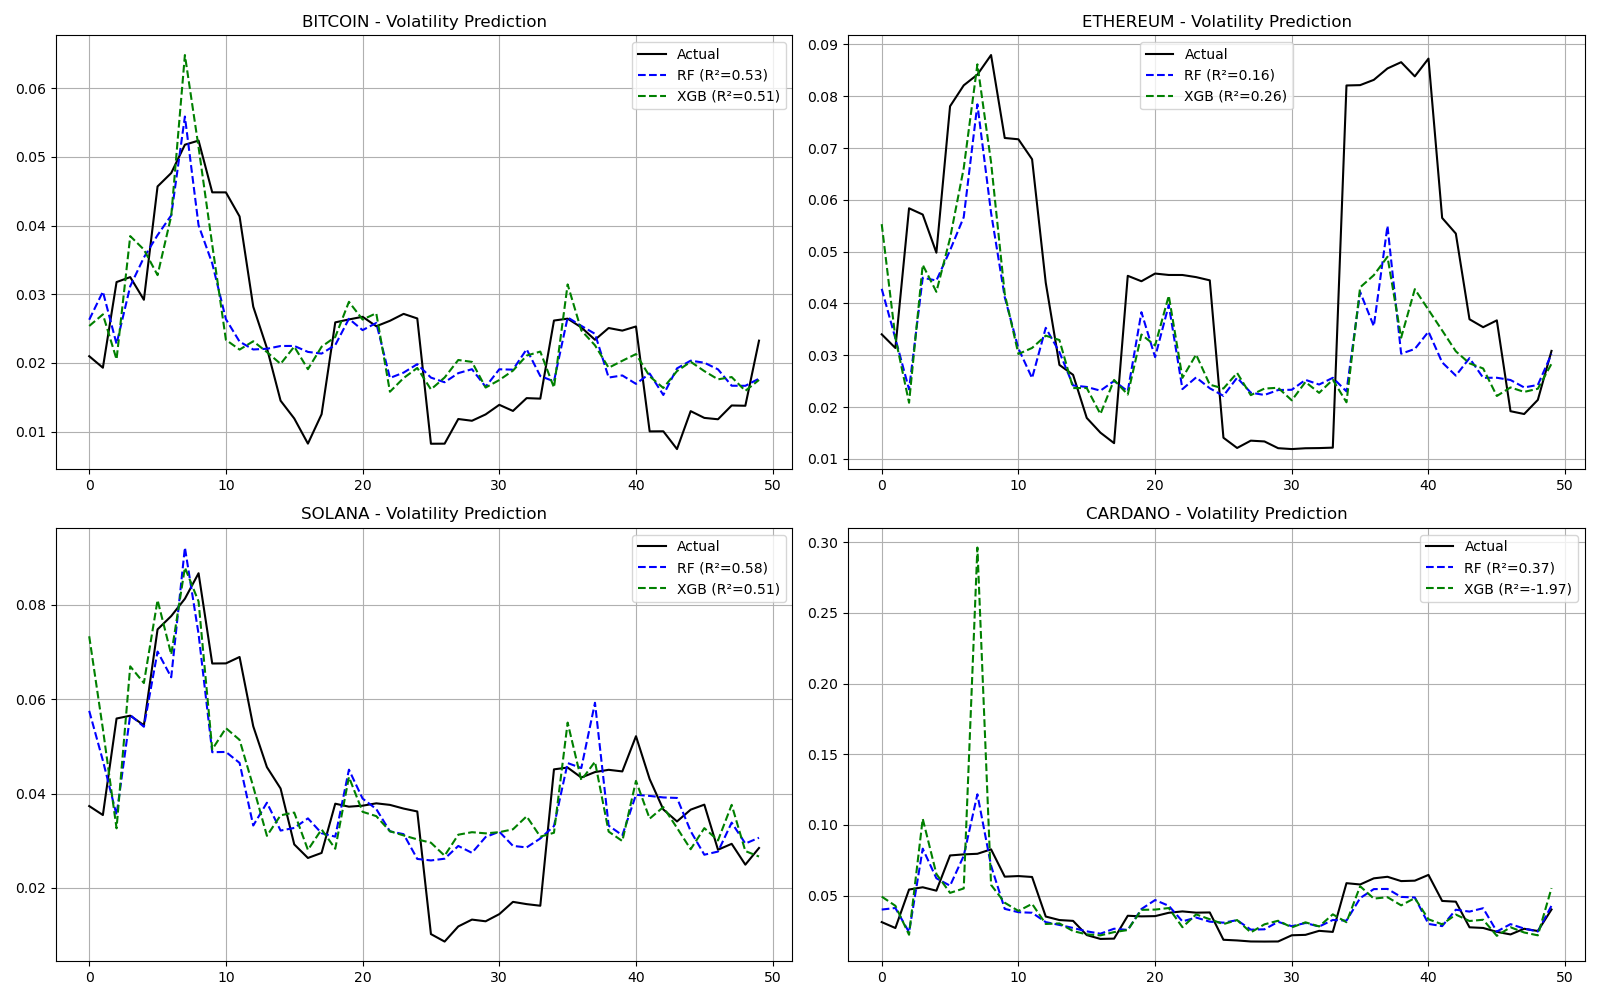 BITCOIN - Volatility Prediction
Actual
RF (R²=0.53)
XGB (R²=0.51)
0.06
0.05
0.04
0.03
0.02
0.01
0 10 20 30 40 50
ETHEREUM - Volatility Prediction
Actual
RF (R²=0.16)
XGB (R²=0.26)
0.09
0.08
0.07
0.06
0.05
0.04
0.03
0.02
0.01
0 10 20 30 40 50
SOLANA - Volatility Prediction
Actual
RF (R²=0.58)
XGB (R²=0.51)
0.08
0.06
0.04
0.02
0 10 20 30 40 50
CARDANO - Volatility Prediction
Actual
RF (R²=0.37)
XGB (R²=-1.97)
0.30
0.25
0.20
0.15
0.10
0.05
0 10 20 30 40 50